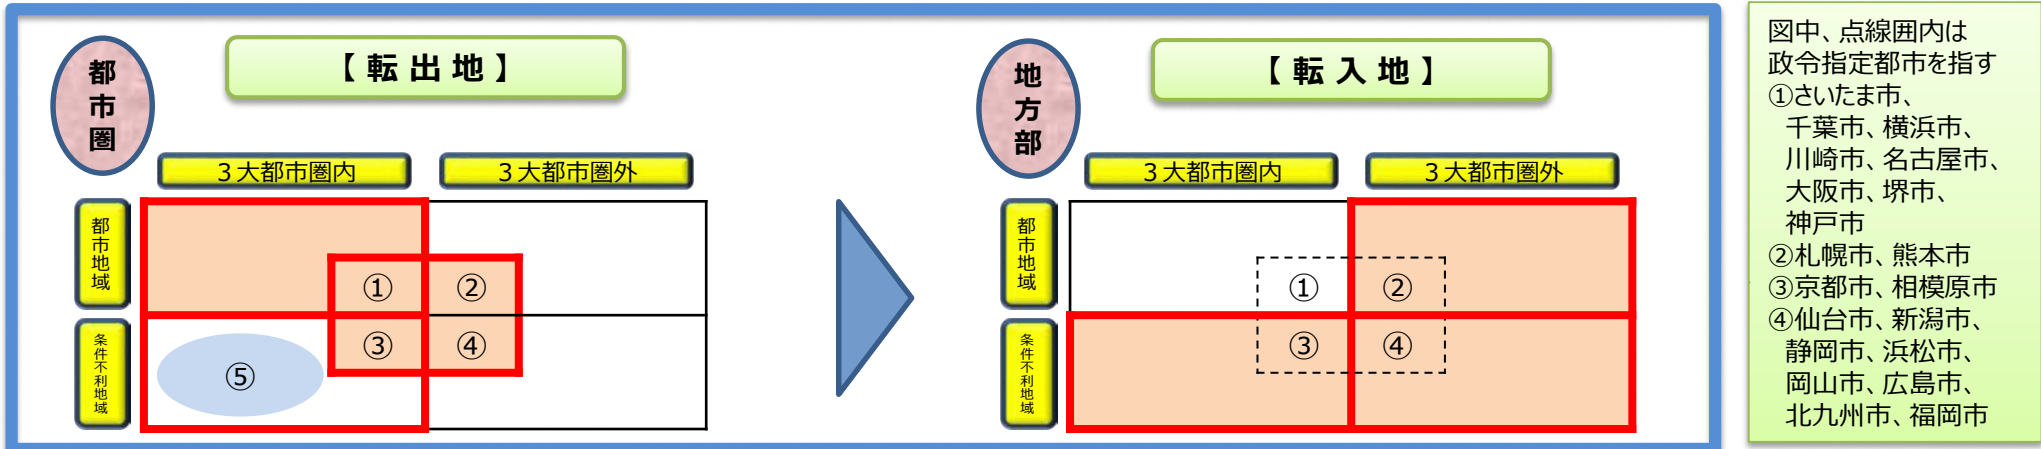 都市圏
【転出地】
3大都市圏内
3大都市圏外
都市地域
条件不利地域
①
②
③
④
⑤
地方部
【転入地】
3大都市圏内
3大都市圏外
都市地域
条件不利地域
①
②
③
④
図中、点線囲内は
政令指定都市を指す
①さいたま市、
千葉市、横浜市、
川崎市、名古屋市、
大阪市、堺市、
神戸市
②札幌市、熊本市
③京都市、相模原市
④仙台市、新潟市、
静岡市、浜松市、
岡山市、広島市、
北九州市、福岡市